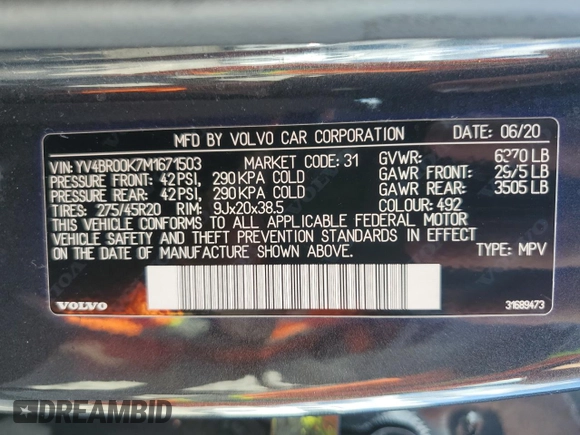 MFD BY VOLVO CAR CORPORATION DATE: 06/20
VIN: YV4BR00K7M1671503 MARKET CODE: 31 GVWR: 6270 LB
PRESSURE FRONT: 42 PSI, 290 KPA COLD GAWR FRONT: 2975 LB
PRESSURE REAR: 42 PSI, 290 KPA COLD GAWR REAR: 3505 LB
TIRES: 275/45R20 RIM: 9Jx20x38.5 COLOUR: 492
THIS VEHICLE CONFORMS TO ALL APPLICABLE FEDERAL MOTOR
VEHICLE SAFETY AND THEFT PREVENTION STANDARDS IN EFFECT
ON THE DATE OF MANUFACTURE SHOWN ABOVE. TYPE: MPV
VOLVO 31689473
DREAMBID